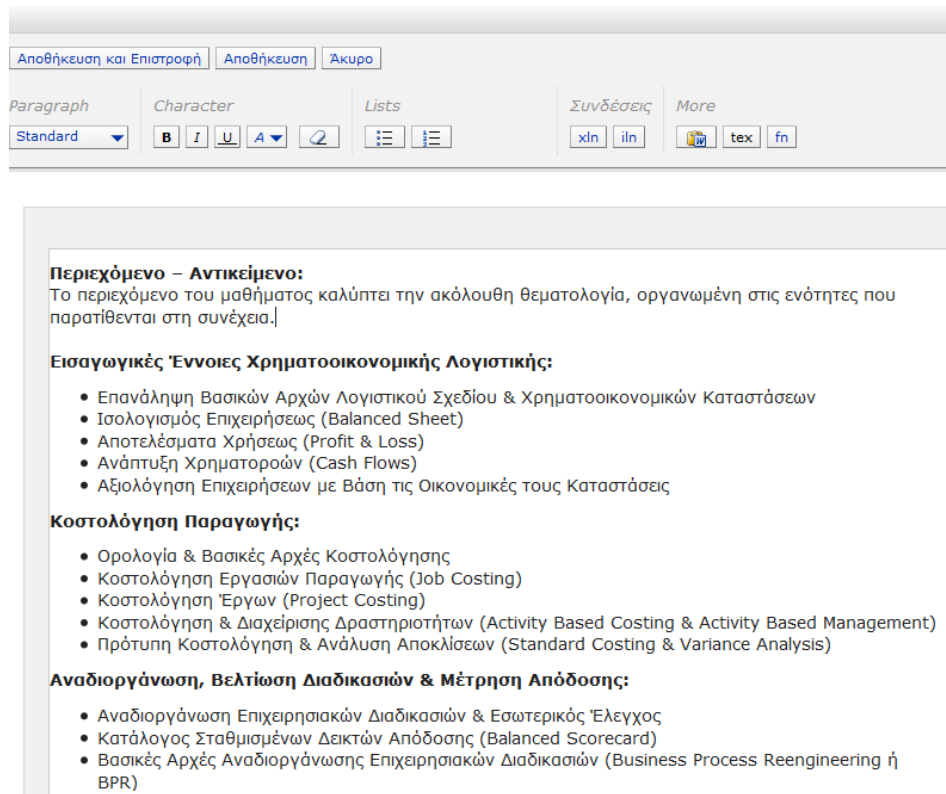 Αποθήκευση και Επιστροφή Αποθήκευση Άκυρο
Paragraph Character Lists Συνδέσεις More
Standard B I U A xln iln tex fn
Περιεχόμενο – Αντικείμενο:
Το περιεχόμενο του μαθήματος καλύπτει την ακόλουθη θεματολογία, οργανωμένη στις ενότητες που
παρατίθενται στη συνέχεια.
Εισαγωγικές Έννοιες Χρηματοοικονομικής Λογιστικής:
• Επανάληψη Βασικών Αρχών Λογιστικού Σχεδίου & Χρηματοοικονομικών Καταστάσεων
• Ισολογισμός Επιχειρήσεως (Balanced Sheet)
• Αποτελέσματα Χρήσεως (Profit & Loss)
• Ανάπτυξη Χρηματοροών (Cash Flows)
• Αξιολόγηση Επιχειρήσεων με Βάση τις Οικονομικές τους Καταστάσεις
Κοστολόγηση Παραγωγής:
• Ορολογία & Βασικές Αρχές Κοστολόγησης
• Κοστολόγηση Εργασιών Παραγωγής (Job Costing)
• Κοστολόγηση Έργων (Project Costing)
• Κοστολόγηση & Διαχείρισης Δραστηριοτήτων (Activity Based Costing & Activity Based Management)
• Πρότυπη Κοστολόγηση & Ανάλυση Αποκλίσεων (Standard Costing & Variance Analysis)
Αναδιοργάνωση, Βελτίωση Διαδικασιών & Μέτρηση Απόδοσης:
• Αναδιοργάνωση Επιχειρησιακών Διαδικασιών & Εσωτερικός Έλεγχος
• Κατάλογος Σταθμισμένων Δεικτών Απόδοσης (Balanced Scorecard)
• Βασικές Αρχές Αναδιοργάνωσης Επιχειρησιακών Διαδικασιών (Business Process Reengineering ή
BPR)